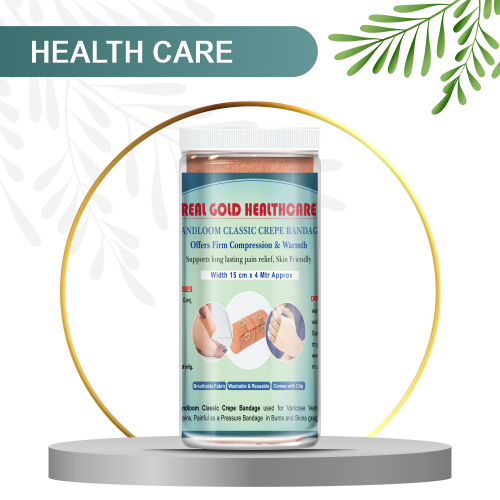 HEALTH CARE
REAL GOLD HEALTHCARE
ANDLOOM CLASSIC CREPE BANDAG
Offers Firm Compression & Warmth
Supports long lasting pain relief, Skin Friendly
Width 15 cm x 4 Mtr Approx
Breathable Fabric Washable & Reusable Comes with Clip
ndloom Classic Crepe Bandage used for Varicose Vein
eins, Painful as a Pressure Bandage in Burns and Skins